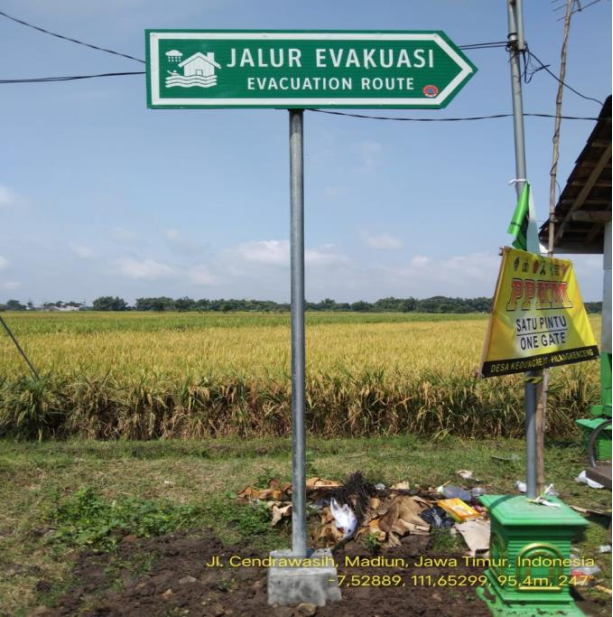 JALUR EVAKUASI
EVACUATION ROUTE
SATU PINTU
ONE GATE
Jl. Cendrawasih, Madiun, Jawa Timur, Indonesia
-7,52889, 111,65299, 95,4m, 247°